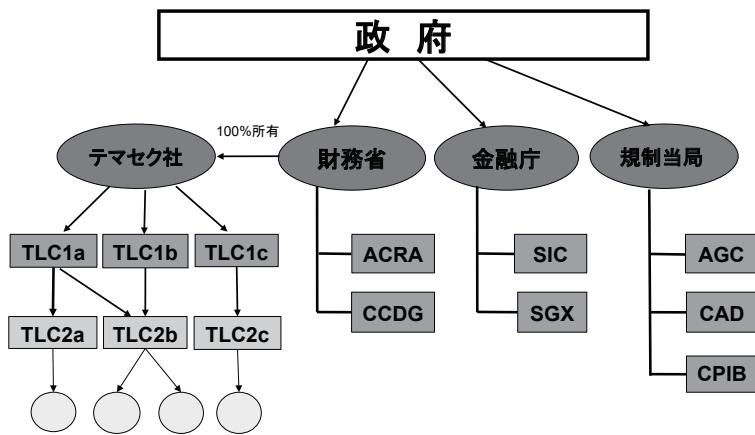 政 府
100%所有
テマセク社
財務省
金融庁
規制当局
TLC1a
TLC1b
TLC1c
ACRA
SIC
AGC
TLC2a
TLC2b
TLC2c
CCDG
SGX
CAD
CPIB